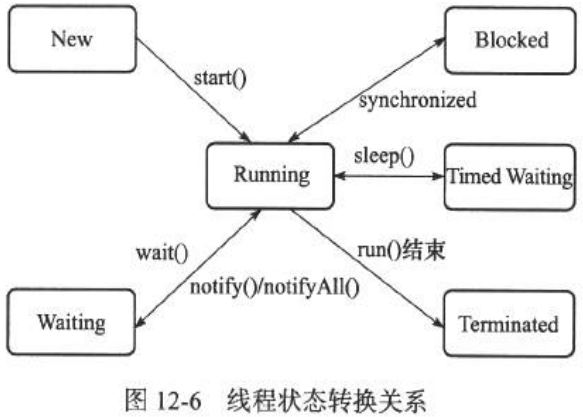 New
Blocked
start()
synchronized
Running
sleep()
Timed Waiting
wait()
run()结束
notify()/notifyAll()
Waiting
Terminated
图 12-6 线程状态转换关系